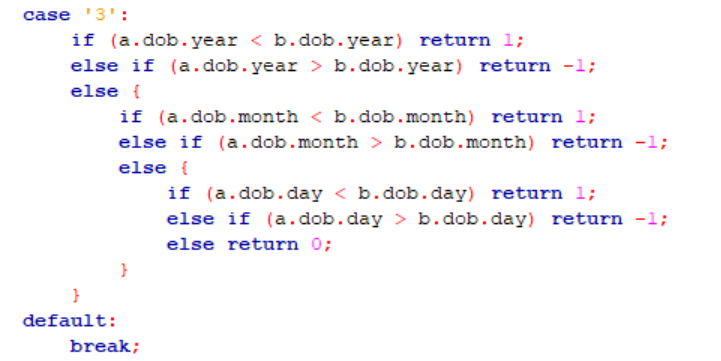 case '3':
    if (a.dob.year < b.dob.year) return 1;
    else if (a.dob.year > b.dob.year) return -1;
    else {
        if (a.dob.month < b.dob.month) return 1;
        else if (a.dob.month > b.dob.month) return -1;
        else {
            if (a.dob.day < b.dob.day) return 1;
            else if (a.dob.day > b.dob.day) return -1;
            else return 0;
        }
    }
default:
    break;